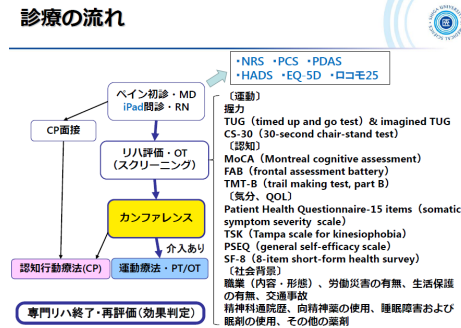 診療の流れ
・NRS ・PCS ・PDAS
・HADS ・EQ-5D ・ロコモ25
ペイン初診・MD
iPad問診・RN
CP面接
リハ評価・OT
(スクリーニング)
カンファレンス
介入あり
認知行動療法(CP)
運動療法・PT/OT
専門リハ終了・再評価(効果判定)
〔運動〕
握力
TUG(timed up and go test)& imagined TUG
CS-30(30-second chair-stand test)
〔認知〕
MoCA(Montreal cognitive assessment)
FAB(frontal assessment battery)
TMT-B(trail making test, part B)
〔気分、QOL〕
Patient Health Questionnaire-15 items(somatic
symptom severity scale)
TSK(Tampa scale for kinesiophobia)
PSEQ(general self-efficacy scale)
SF-8(8-item short-form health survey)
〔社会背景〕
職業(内容・形態)、労働災害の有無、生活保護
の有無、交通事故
精神科通院歴、向精神薬の使用、睡眠障害および
眠剤の使用、その他の薬剤